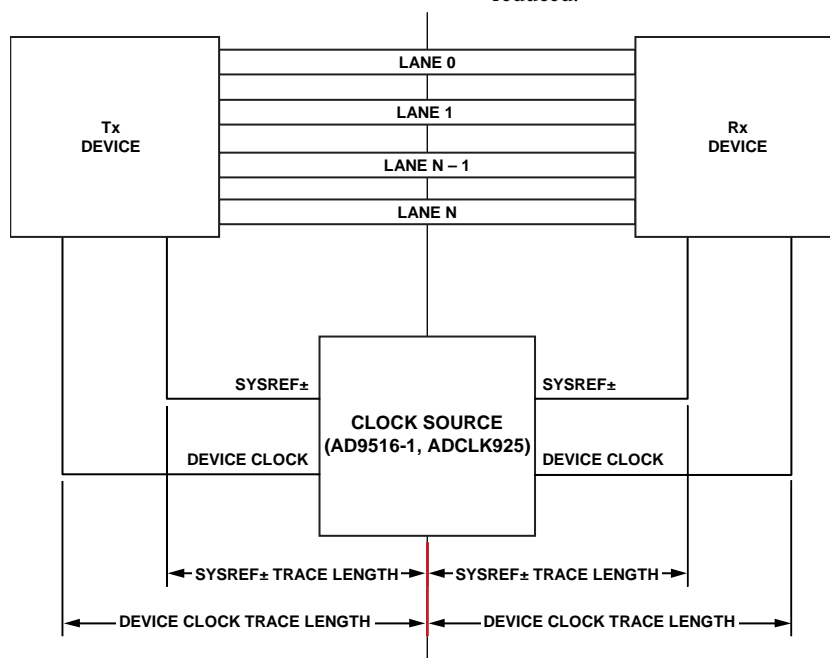 LANE 0
LANE 1
LANE N – 1
LANE N
Tx
DEVICE
Rx
DEVICE
SYSREF±
SYSREF±
CLOCK SOURCE
(AD9516-1, ADCLK925)
DEVICE CLOCK
DEVICE CLOCK
SYSREF± TRACE LENGTH
SYSREF± TRACE LENGTH
DEVICE CLOCK TRACE LENGTH
DEVICE CLOCK TRACE LENGTH